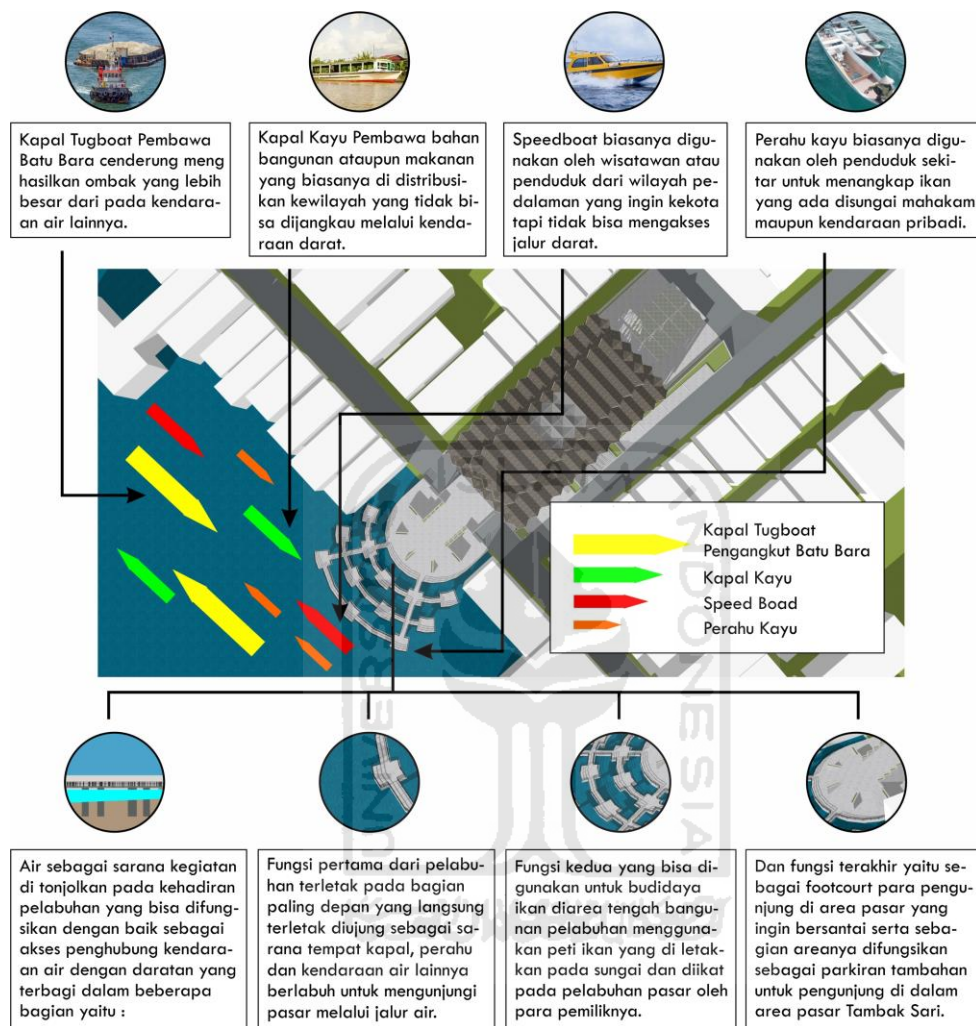 Kapal Tugboat Pembawa
Batu Bara cenderung meng
hasilkan ombak yang lebih
besar dari pada kendara-
an air lainnya.
Kapal Kayu Pembawa bahan
bangunan ataupun makanan
yang biasanya di distribusi-
kan kewilayah yang tidak bi-
sa dijangkau melalui kenda-
raan darat.
Speedboat biasanya digu-
nakan oleh wisatawan atau
penduduk dari wilayah pe-
dalaman yang ingin kekota
tapi tidak bisa mengakses
jalur darat.
Perahu kayu biasanya digu-
nakan oleh penduduk seki-
tar untuk menangkap ikan
yang ada disungai mahakam
maupun kendaraan pribadi.
Kapal Tugboat
Pengangkut Batu Bara
Kapal Kayu
Speed Boad
Perahu Kayu
UNIVERSITAS
INDONESIA
Air sebagai sarana kegiatan
di tonjolkan pada kehadiran
pelabuhan yang bisa difung-
sikan dengan baik sebagai
akses penghubung kendara-
an air dengan daratan yang
terbagi dalam beberapa
bagian yaitu :
Fungsi pertama dari pelabu-
han terletak pada bagian
paling depan yang langsung
terletak diujung sebagai sa-
rana tempat kapal, perahu
dan kendaraan air lainnya
berlabuh untuk mengunjungi
pasar melalui jalur air.
Fungsi kedua yang bisa di-
gunakan untuk budidaya
ikan diarea tengah bangu-
nan pelabuhan menggu-
nakan peti ikan yang di letak-
kan pada sungai dan diikat
pada pelabuhan pasar oleh
para pemiliknya.
Dan fungsi terakhir yaitu se-
bagai footcourt para pengu-
njung di area pasar yang
ingin bersantai serta seba-
gian areanya difungsikan
sebagai parkiran tambahan
untuk pengunjung di dalam
area pasar Tambak Sari.